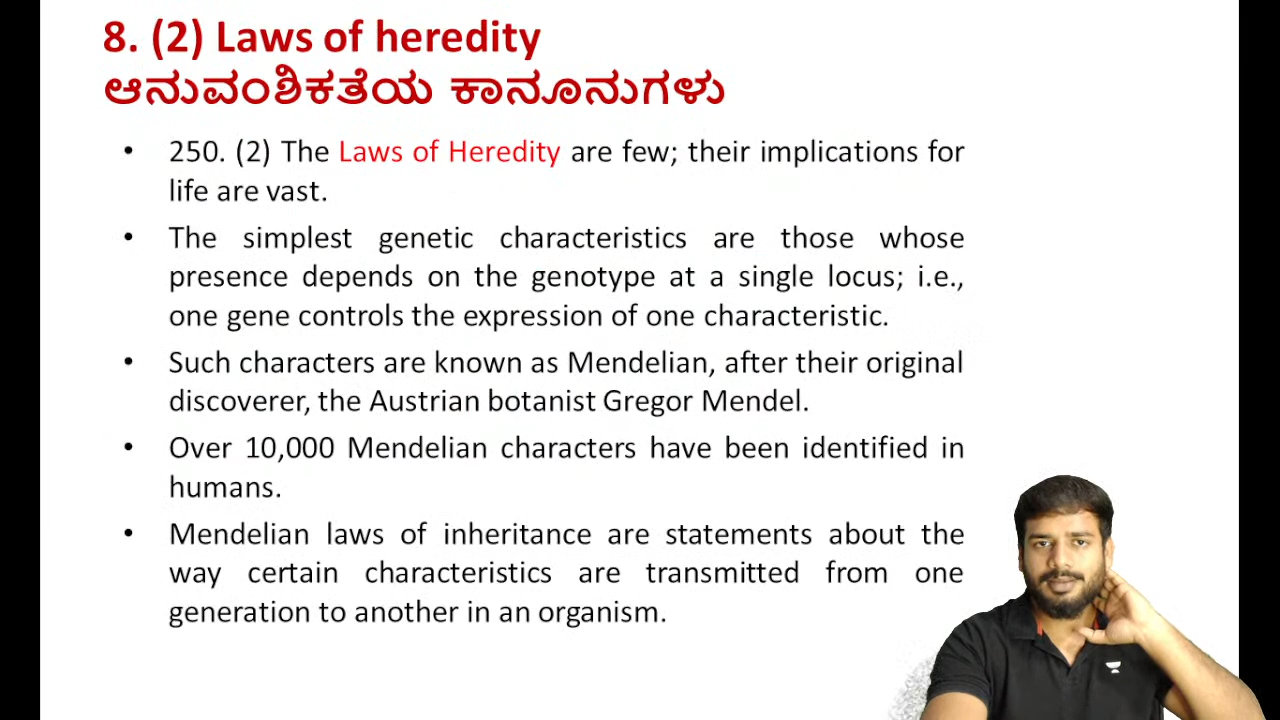 8. (2) Laws of heredity
ಆನುವಂಶಿಕತೆಯ ಕಾನೂನುಗಳು
• 250. (2) The Laws of Heredity are few; their implications for
life are vast.
• The simplest genetic characteristics are those whose
presence depends on the genotype at a single locus; i.e.,
one gene controls the expression of one characteristic.
• Such characters are known as Mendelian, after their original
discoverer, the Austrian botanist Gregor Mendel.
• Over 10,000 Mendelian characters have been identified in
humans.
• Mendelian laws of inheritance are statements about the
way certain characteristics are transmitted from one
generation to another in an organism.